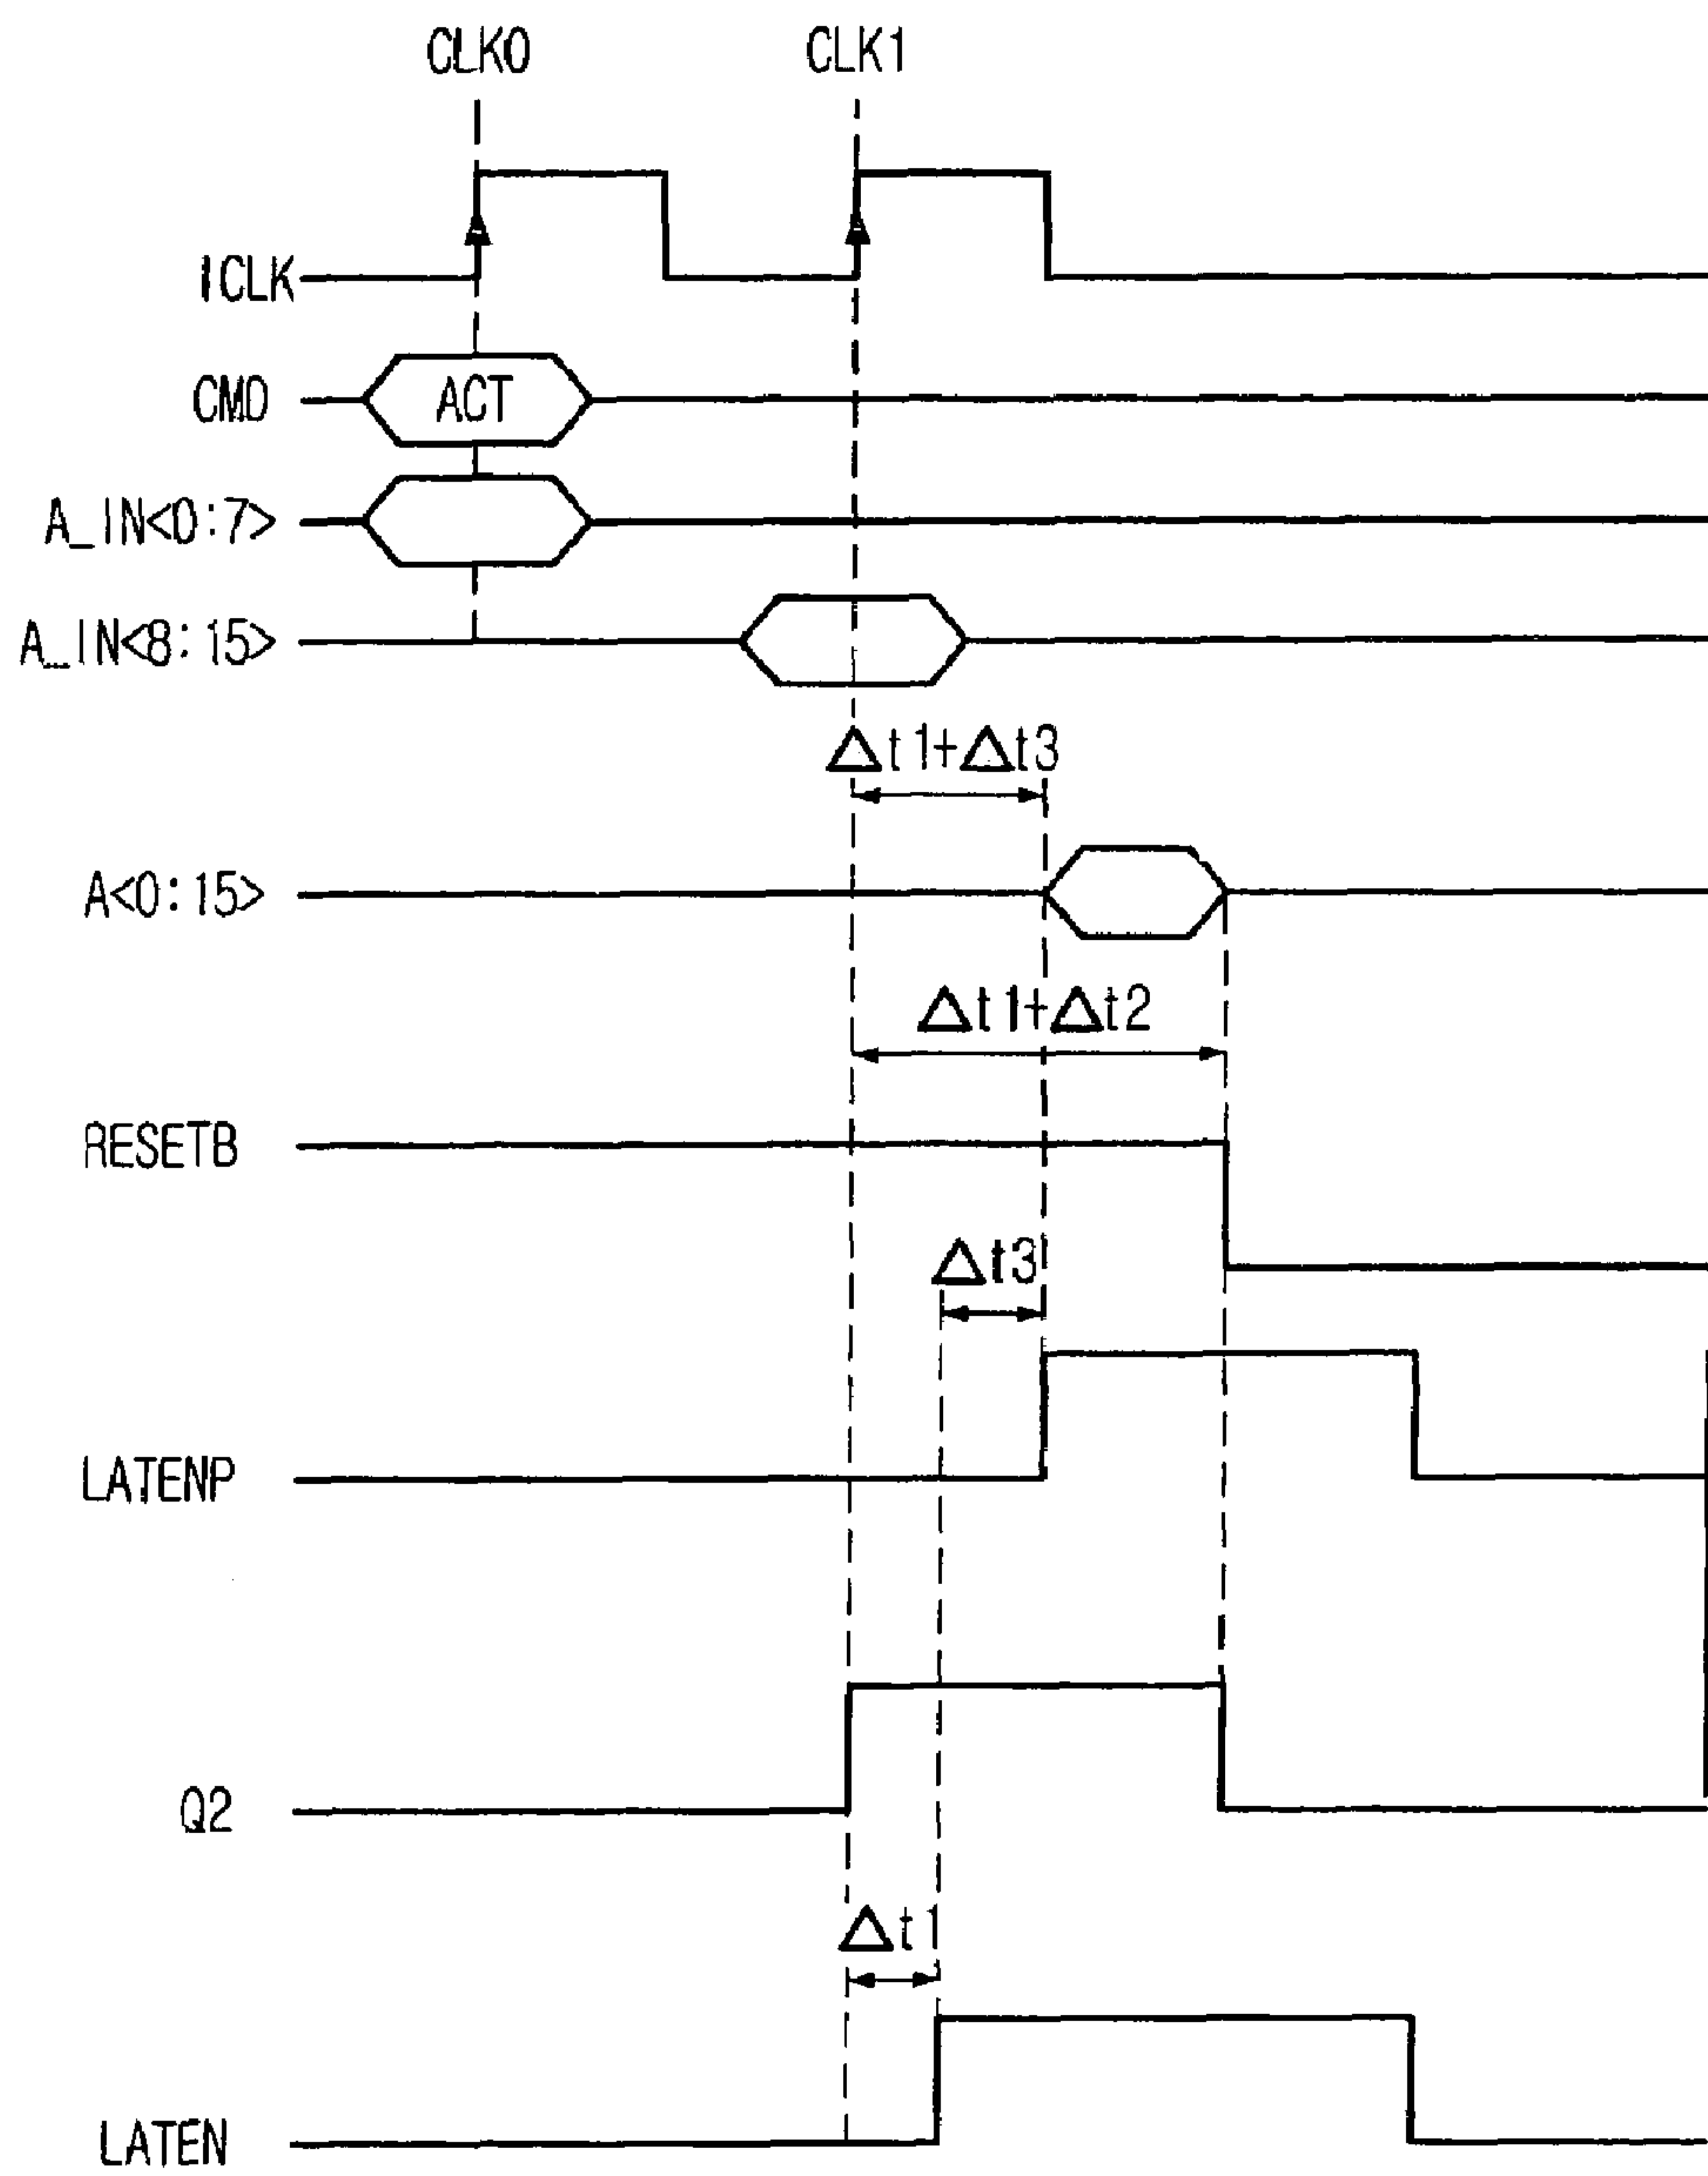 CLK0 CLK1
ICLK
CMD ACT
A_IN<0:7>
A_IN<8:15>
Δt1+Δt3
A<0:15>
Δt1+Δt2
RESETB
Δt3
LATENP
Q2
Δt1
LATEN